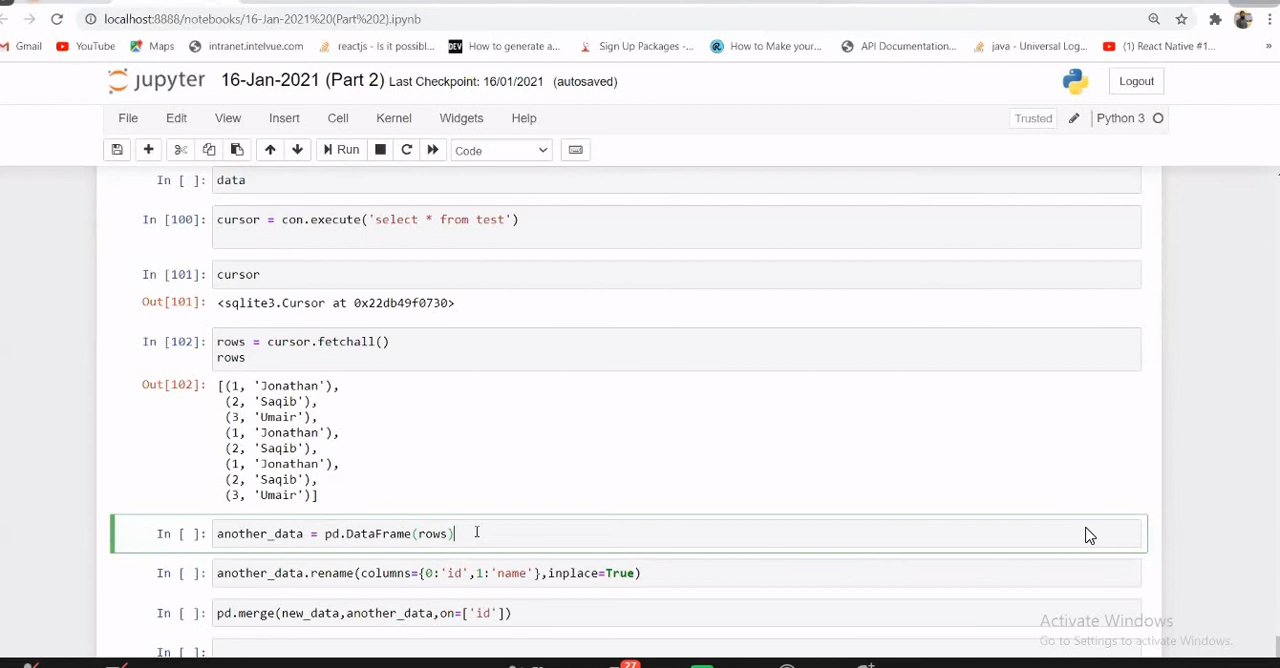 localhost:8888/notebooks/16-Jan-2021%20(Part%202).ipynb
Gmail YouTube Maps intranet.intelvue.com reactjs - Is it possibl... DEV How to generate a... Sign Up Packages -... How to Make your... API Documentation... java - Universal Log... (1) React Native #1... »
jupyter 16-Jan-2021 (Part 2) Last Checkpoint: 16/01/2021 (autosaved) Logout
File Edit View Insert Cell Kernel Widgets Help Trusted Python 3
Run Code
In [ ]: data
In [100]: cursor = con.execute('select * from test')
In [101]: cursor
Out[101]: <sqlite3.Cursor at 0x22db49f0730>
In [102]: rows = cursor.fetchall()
rows
Out[102]: [(1, 'Jonathan'),
(2, 'Saqib'),
(3, 'Umair'),
(1, 'Jonathan'),
(2, 'Saqib'),
(1, 'Jonathan'),
(2, 'Saqib'),
(3, 'Umair')]
In [ ]: another_data = pd.DataFrame(rows)
In [ ]: another_data.rename(columns={0:'id',1:'name'},inplace=True)
In [ ]: pd.merge(new_data,another_data,on=['id'])
Activate Windows
Go to Settings to activate Windows.
In [ ]:
27